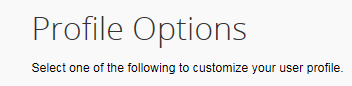 Profile Options
Select one of the following to customize your user profile.